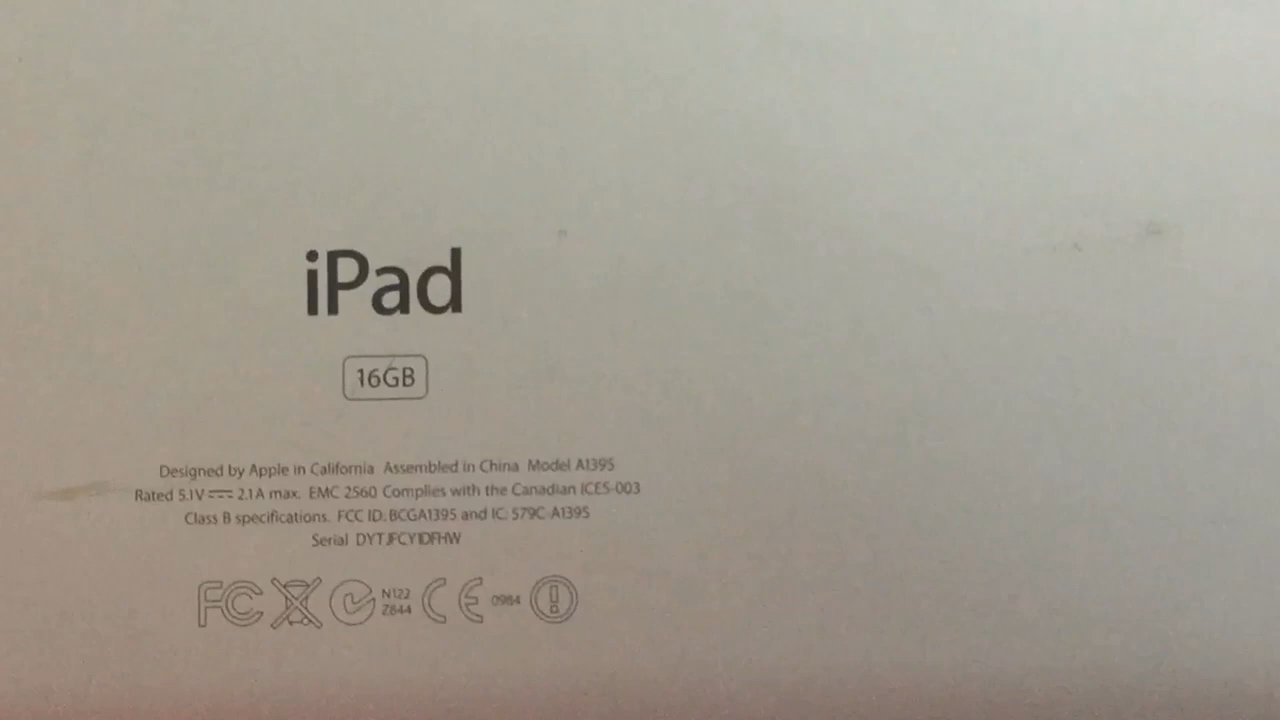 iPad
16GB
Designed by Apple in California Assembled in China Model A1395
Rated 5.1V 2.1A max. EMC 2560 Complies with the Canadian ICES-003
Class B specifications. FCC ID: BCGA1395 and IC: 579C-A1395
Serial
FC N122 CE 0984
Z844